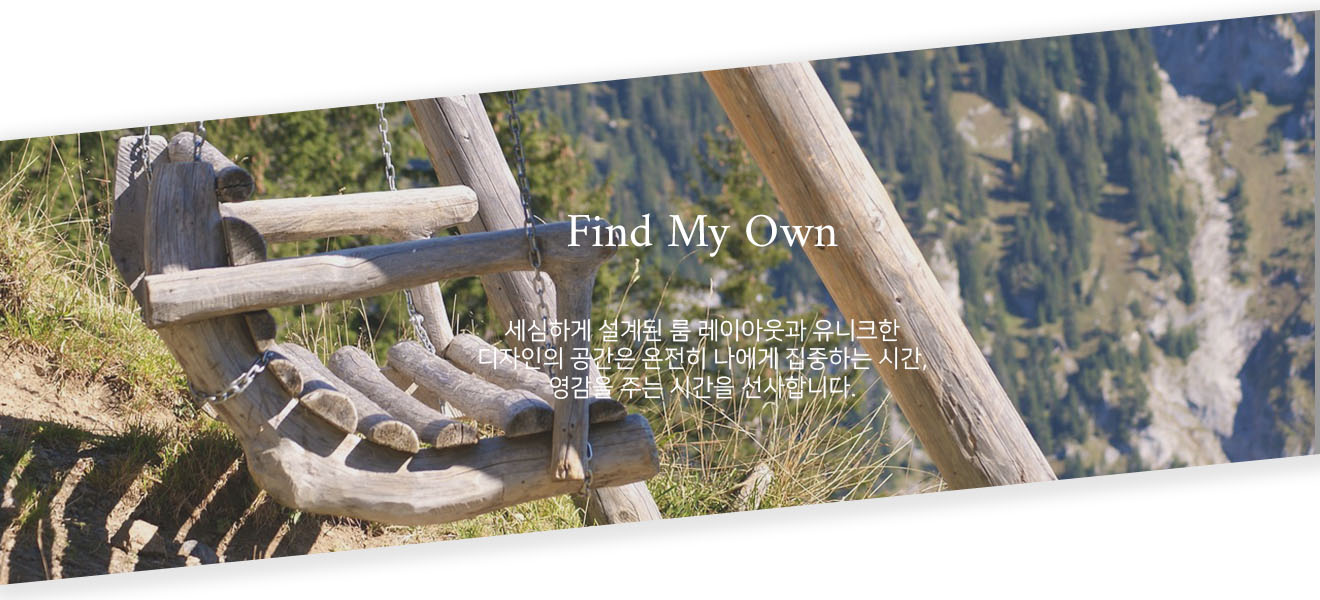 Find My Own
세심하게 설계된 룸 레이아웃과 유니크한
디자인의 공간은 온전히 나에게 집중하는 시간,
영감을 주는 시간을 선사합니다.